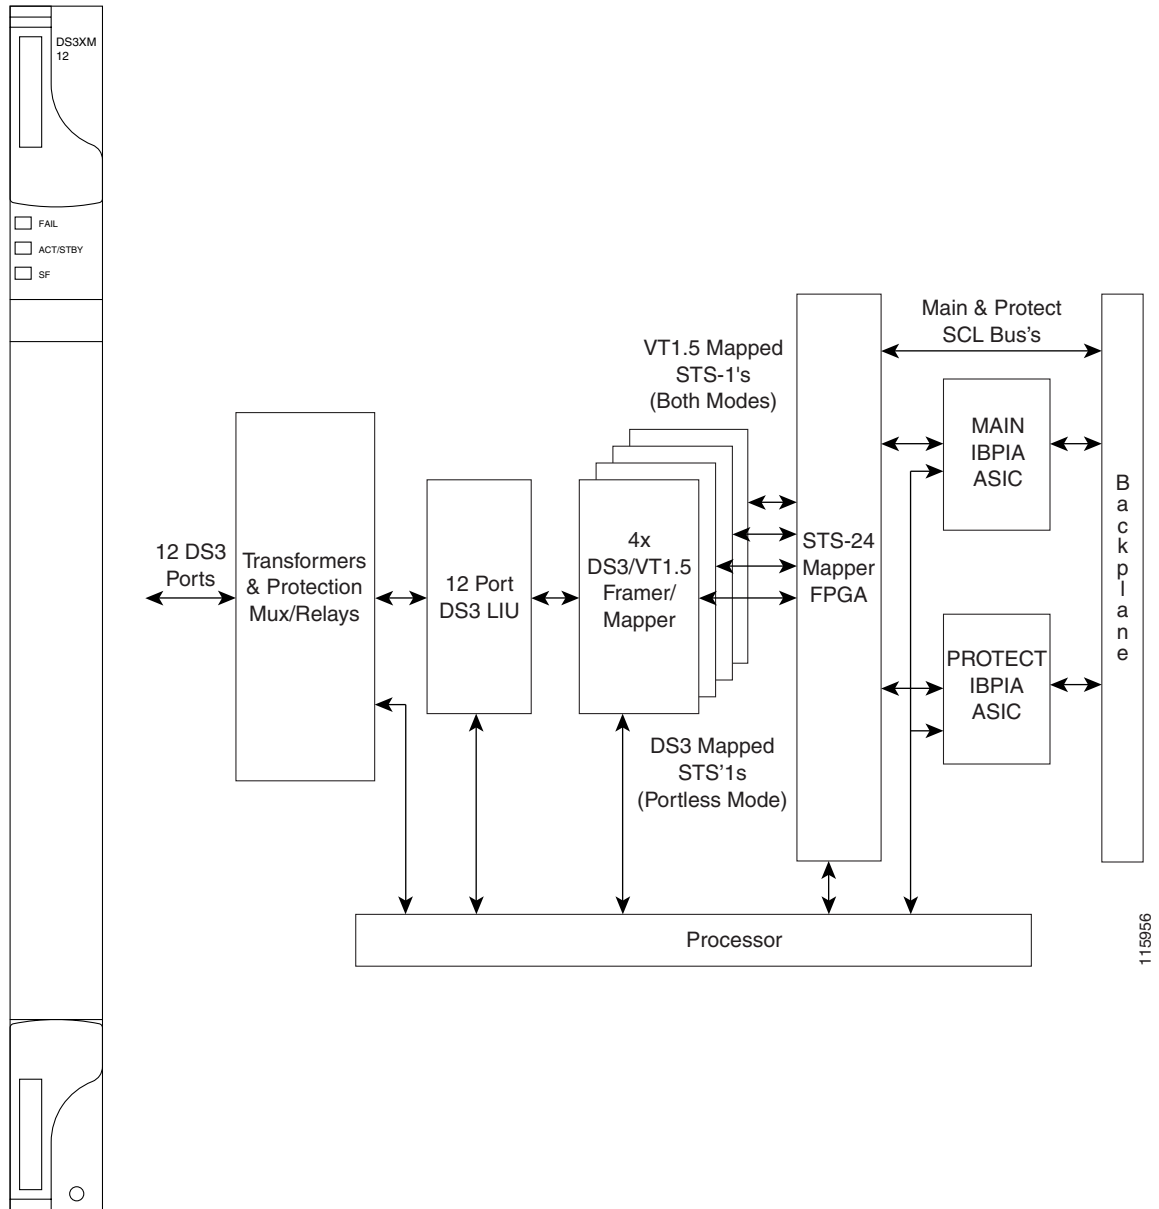 DS3XM
12
FAIL
ACT/STBY
SF
Main & Protect
SCL Bus's
VT1.5 Mapped
STS-1's
(Both Modes)
12 DS3
Ports
Transformers
& Protection
Mux/Relays
12 Port
DS3 LIU
4x
DS3/VT1.5
Framer/
Mapper
STS-24
Mapper
FPGA
MAIN
IBPIA
ASIC
PROTECT
IBPIA
ASIC
Backplane
DS3 Mapped
STS'1s
(Portless Mode)
Processor
115956